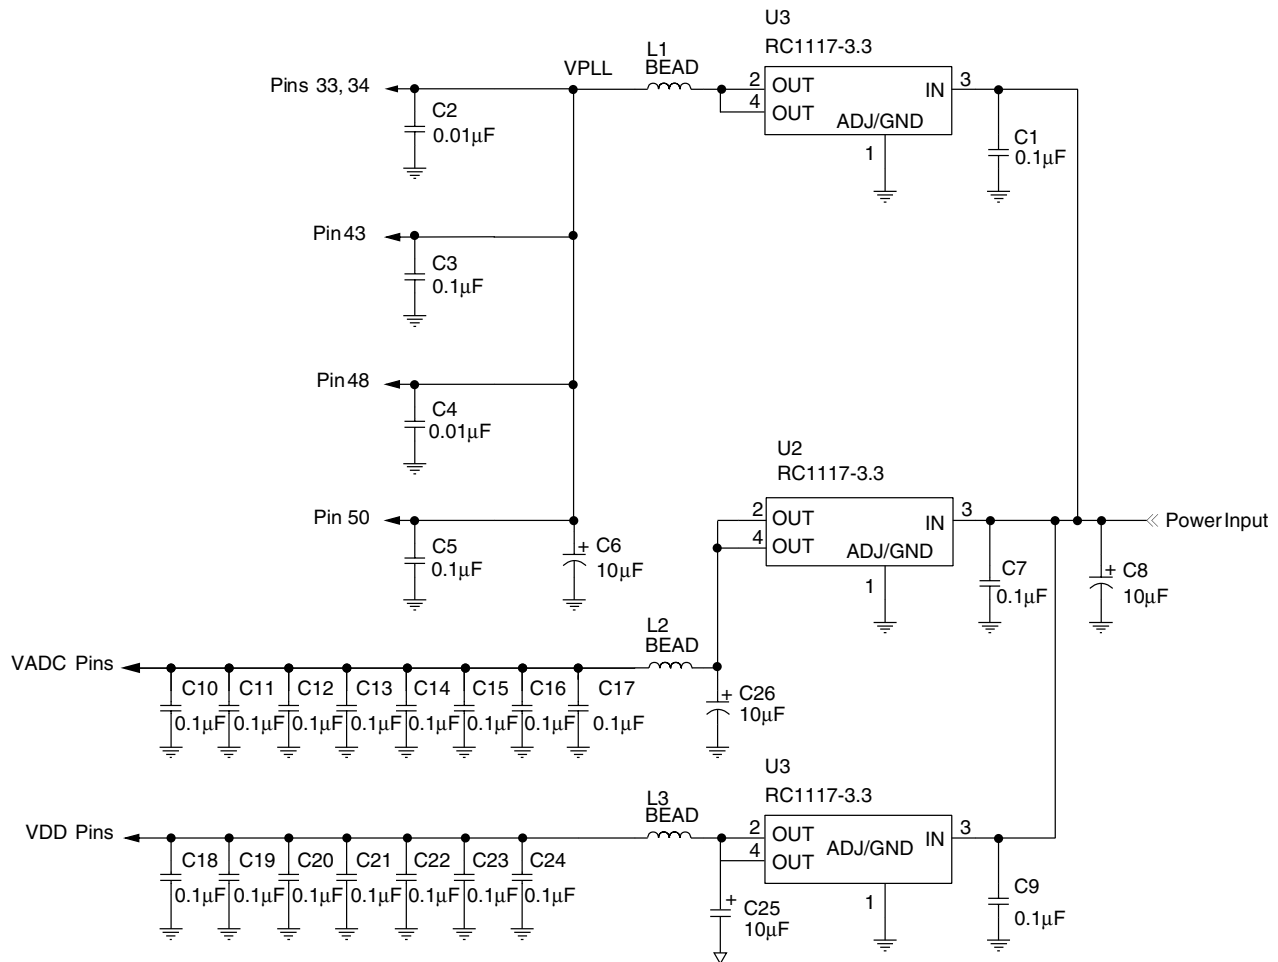 U3
RC1117-3.3
L1
BEAD
VPLL
Pins 33, 34
2 OUT
4 OUT
IN 3
ADJ/GND
1
C2
0.01µF
C1
0.1µF
Pin 43
C3
0.1µF
Pin 48
C4
0.01µF
U2
RC1117-3.3
Pin 50
2 OUT
4 OUT
IN 3
ADJ/GND
1
Power Input
C5
0.1µF
+ C6
10µF
C7
0.1µF
+ C8
10µF
L2
BEAD
VADC Pins
C10 C11 C12 C13 C14 C15 C16 C17
0.1µF 0.1µF 0.1µF 0.1µF 0.1µF 0.1µF 0.1µF 0.1µF
+ C26
10µF
U3
RC1117-3.3
L3
BEAD
VDD Pins
2 OUT
4 OUT
IN 3
ADJ/GND
1
C18 C19 C20 C21 C22 C23 C24
0.1µF 0.1µF 0.1µF 0.1µF 0.1µF 0.1µF 0.1µF
+ C25
10µF
C9
0.1µF